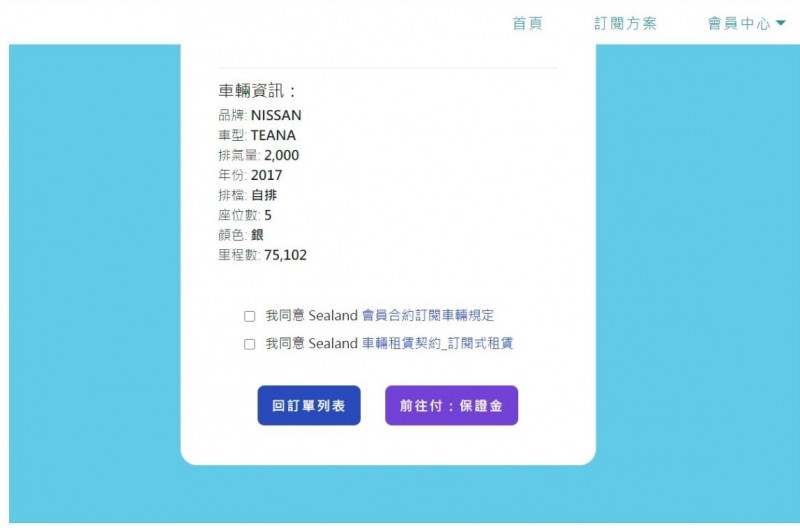 首頁 訂閱方案 會員中心
車輛資訊：
品牌: NISSAN
車型: TEANA
排氣量: 2,000
年份: 2017
排檔: 自排
座位數: 5
顏色: 銀
里程數: 75,102
我同意 Sealand 會員合約訂閱車輛規定
我同意 Sealand 車輛租賃契約_訂閱式租賃
回訂單列表 前往付：保證金